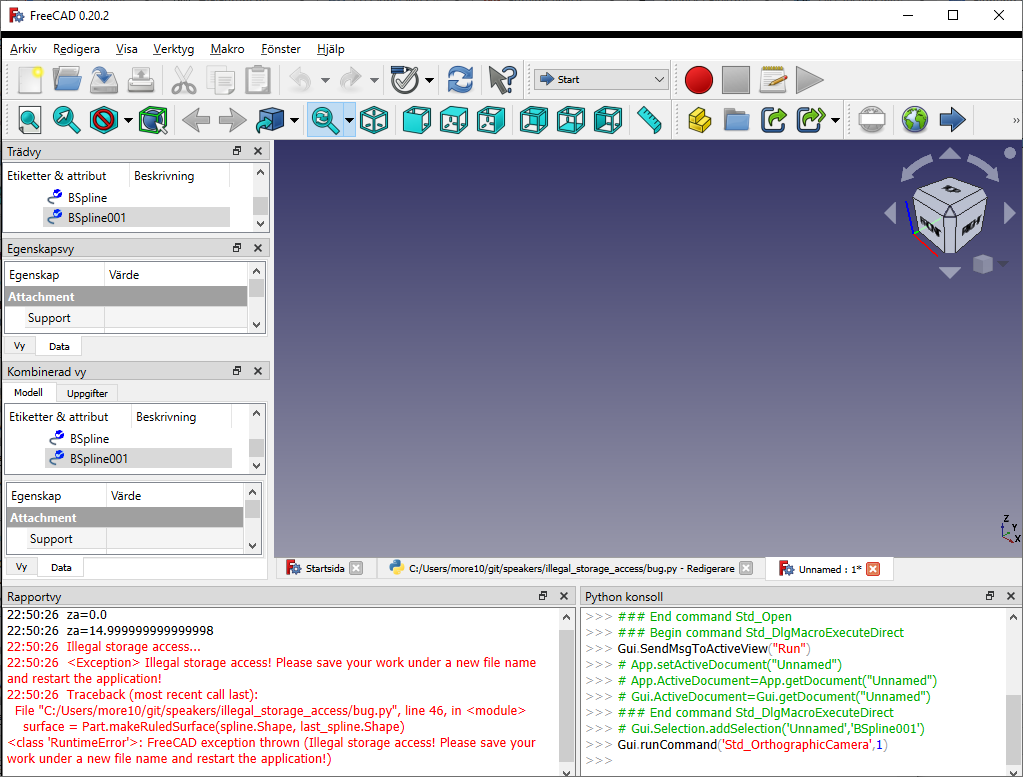 FreeCAD 0.20.2
Arkiv Redigera Visa Verktyg Makro Fönster Hjälp
Start
Trädvy
Etiketter & attribut Beskrivning
BSpline
BSpline001
Egenskapsvy
Egenskap Värde
Attachment
Support
Vy Data
Kombinerad vy
Modell Uppgifter
Etiketter & attribut Beskrivning
BSpline
BSpline001
Egenskap Värde
Attachment
Support
Vy Data
Z
Y
X
Startsida C:/Users/more10/git/speakers/illegal_storage_access/bug.py - Redigerare Unnamed : 1*
Rapportvy
22:50:26 za=0.0
22:50:26 za=14.999999999999998
22:50:26 Illegal storage access...
22:50:26 <Exception> Illegal storage access! Please save your work under a new file name
and restart the application!
22:50:26 Traceback (most recent call last):
File "C:/Users/more10/git/speakers/illegal_storage_access/bug.py", line 46, in <module>
surface = Part.makeRuledSurface(spline.Shape, last_spline.Shape)
<class 'RuntimeError'>: FreeCAD exception thrown (Illegal storage access! Please save your
work under a new file name and restart the application!)
Python konsoll
>>> ### End command Std_Open
>>> ### Begin command Std_DlgMacroExecuteDirect
>>> Gui.SendMsgToActiveView("Run")
>>> # App.setActiveDocument("Unnamed")
>>> # App.ActiveDocument=App.getDocument("Unnamed")
>>> # Gui.ActiveDocument=Gui.getDocument("Unnamed")
>>> ### End command Std_DlgMacroExecuteDirect
>>> # Gui.Selection.addSelection('Unnamed','BSpline001')
>>> Gui.runCommand('Std_OrthographicCamera',1)
>>>